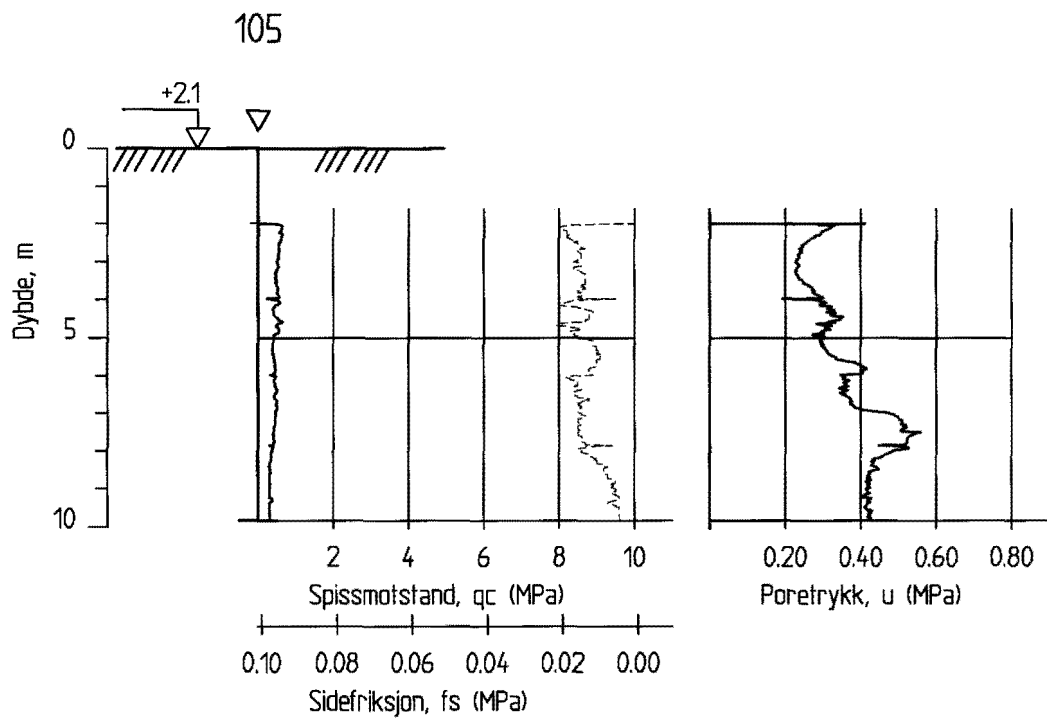 105
+2.1
0
5
10
Dybde, m
2 4 6 8 10
Spissmotstand, qc (MPa)
0.10 0.08 0.06 0.04 0.02 0.00
Sidefriksjon, fs (MPa)
0.20 0.40 0.60 0.80
Poretrykk, u (MPa)